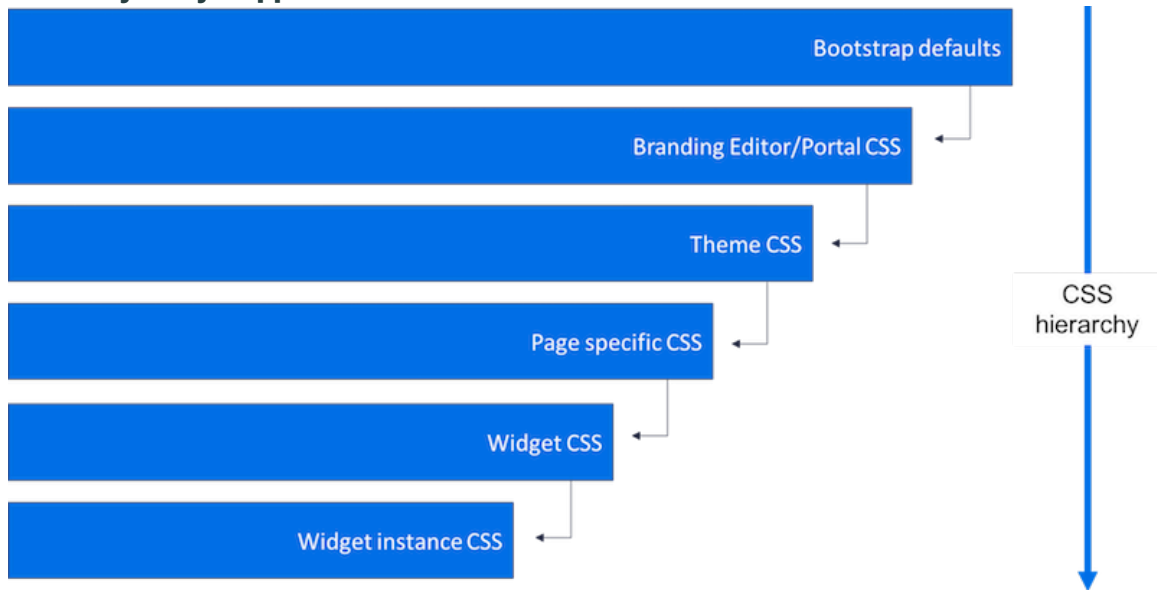 Bootstrap defaults
Branding Editor/Portal CSS
Theme CSS
CSS
hierarchy
Page specific CSS
Widget CSS
Widget instance CSS